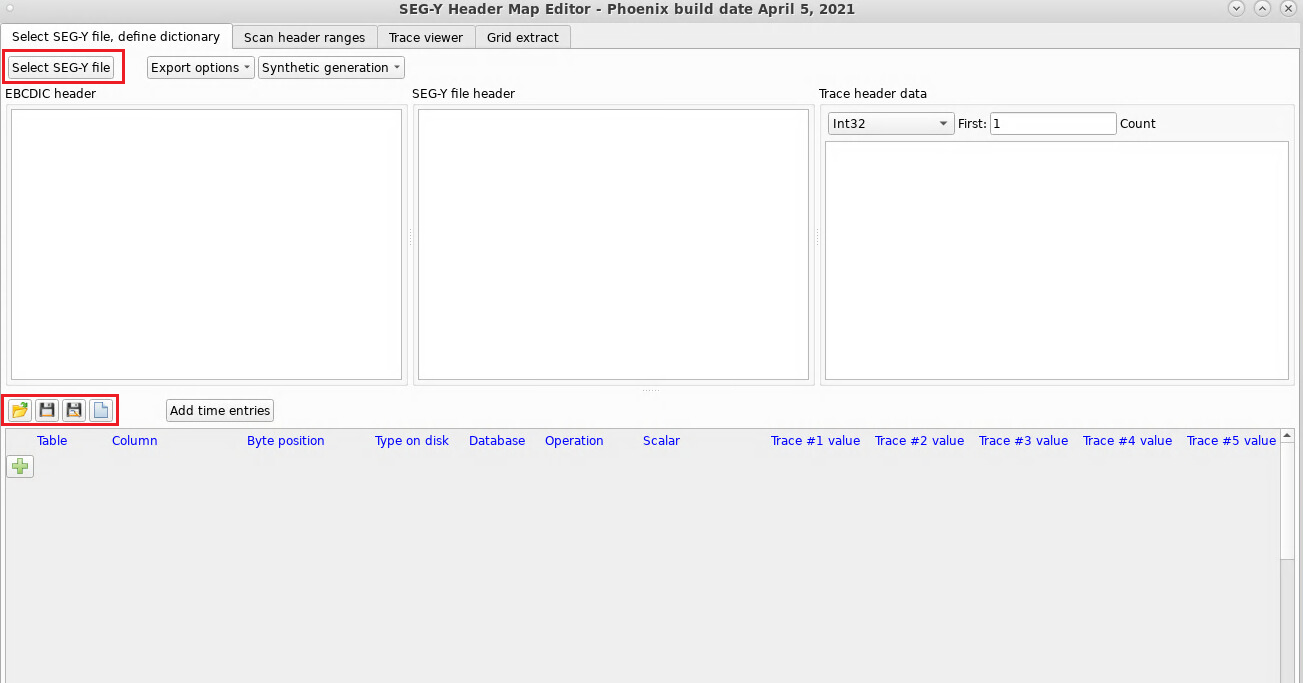 SEG-Y Header Map Editor - Phoenix build date April 5, 2021
Select SEG-Y file, define dictionary Scan header ranges Trace viewer Grid extract
Select SEG-Y file Export options Synthetic generation
EBCDIC header SEG-Y file header Trace header data
Int32 First: 1 Count
Add time entries
Table Column Byte position Type on disk Database Operation Scalar Trace #1 value Trace #2 value Trace #3 value Trace #4 value Trace #5 value